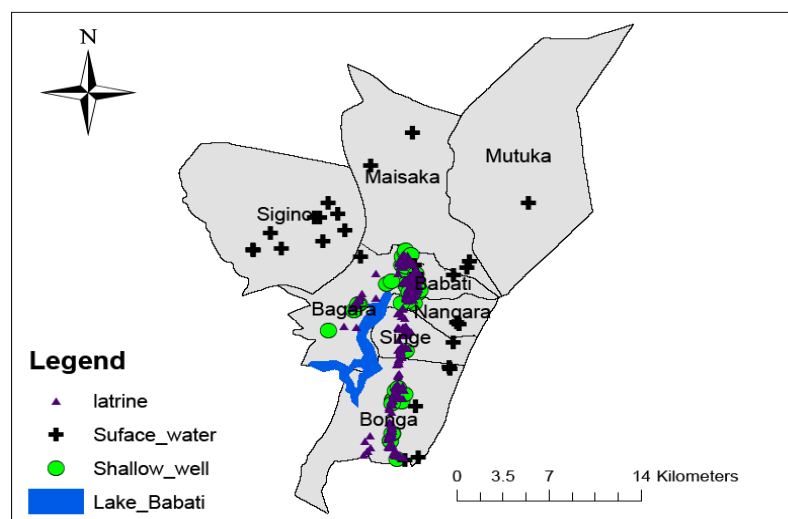 N
Mutuka
Maisaka
Sigino
Babati
Bagara
Nangara
Singe
Bonga
Legend
latrine
Suface_water
Shallow_well
Lake_Babati
0 3.5 7 14 Kilometers